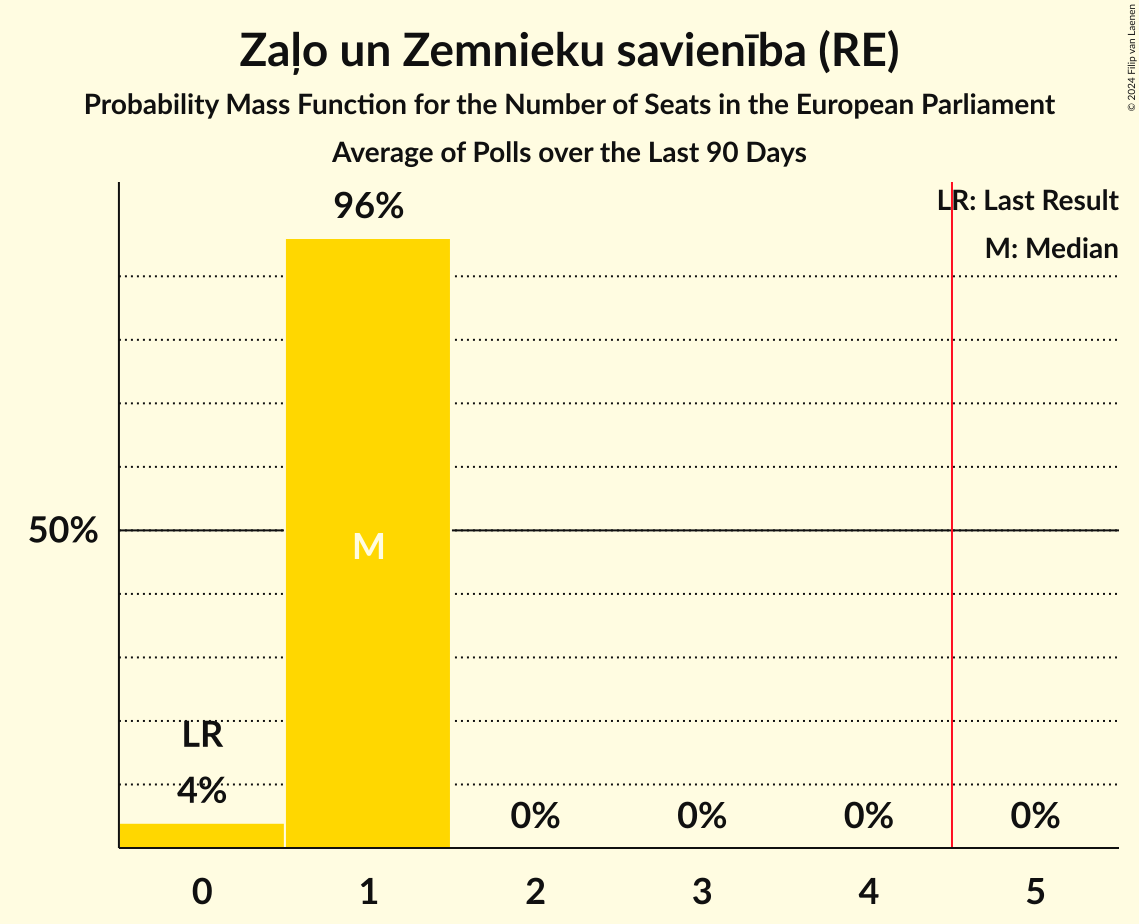 Zaļo un Zemnieku savienība (RE)
Probability Mass Function for the Number of Seats in the European Parliament
Average of Polls over the Last 90 Days
© 2024 Filip van Laenen
LR: Last Result
M: Median
96%
50%
M
LR
4%
0%
0%
0%
0%
0
1
2
3
4
5